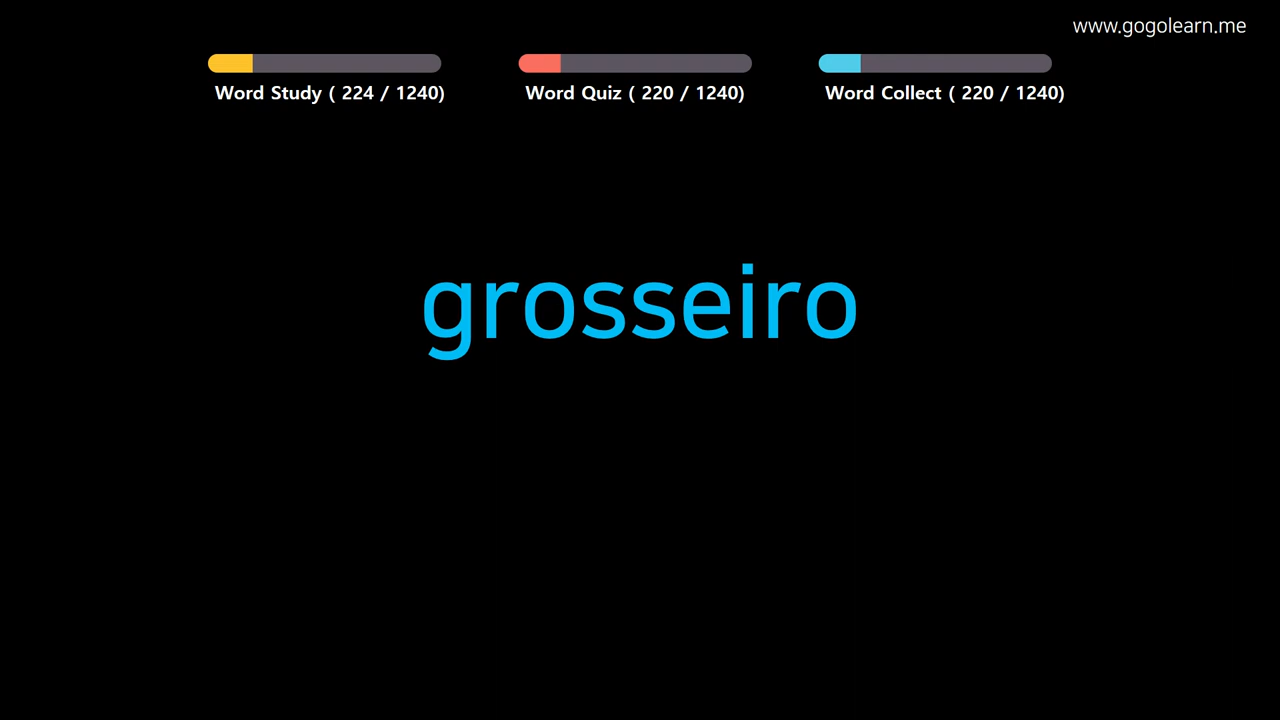 www.gogolearn.me
Word Study ( 224 / 1240)
Word Quiz ( 220 / 1240)
Word Collect ( 220 / 1240)
grosseiro